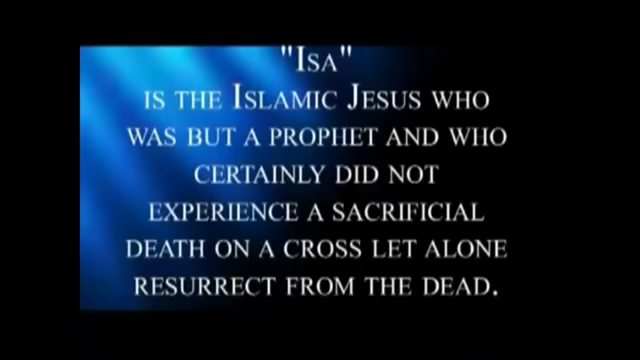 "Isa"
is the Islamic Jesus who
was but a prophet and who
certainly did not
experience a sacrificial
death on a cross let alone
resurrect from the dead.